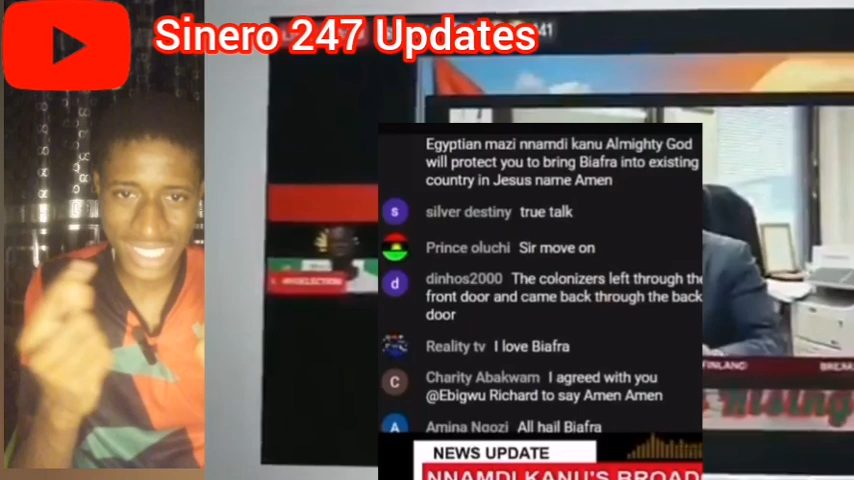 Sinero 247 Updates
41
Egyptian mazi nnamdi kanu Almighty God
will protect you to bring Biafra into existing
country in Jesus name Amen
silver destiny true talk
Prince oluchi Sir move on
dinhos2000 The colonizers left through the
front door and came back through the back
door
Reality tv I love Biafra
Charity Abakwam I agreed with you
@Ebigwu Richard to say Amen Amen
Amina Ngozi All hail Biafra
FINLAND
BREA
NEWS UPDATE
NNAMDI KANU'S BROAD